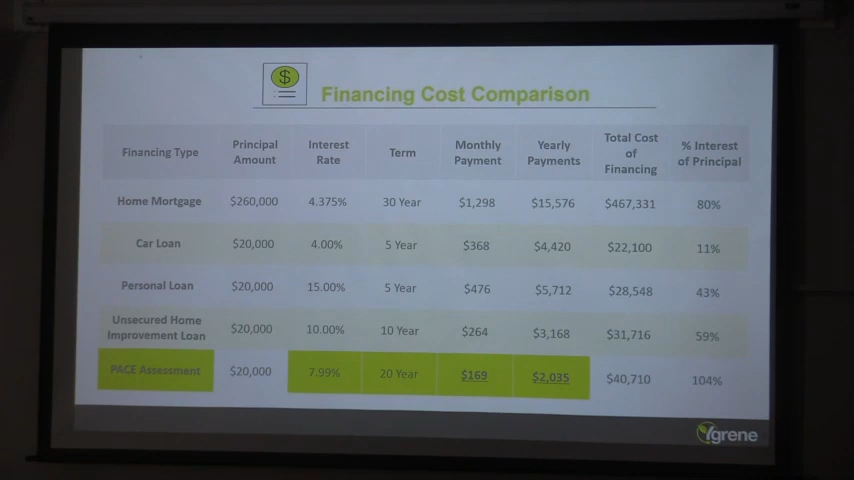 $
Financing Cost Comparison
Financing Type Principal Amount Interest Rate Term Monthly Payment Yearly Payments Total Cost of Financing % Interest of Principal
Home Mortgage $260,000 4.375% 30 Year $1,298 $15,576 $467,331 80%
Car Loan $20,000 4.00% 5 Year $368 $4,420 $22,100 11%
Personal Loan $20,000 15.00% 5 Year $476 $5,712 $28,548 43%
Unsecured Home Improvement Loan $20,000 10.00% 10 Year $264 $3,168 $31,716 59%
PACE Assessment $20,000 7.99% 20 Year $169 $2,035 $40,710 104%
Ygrene